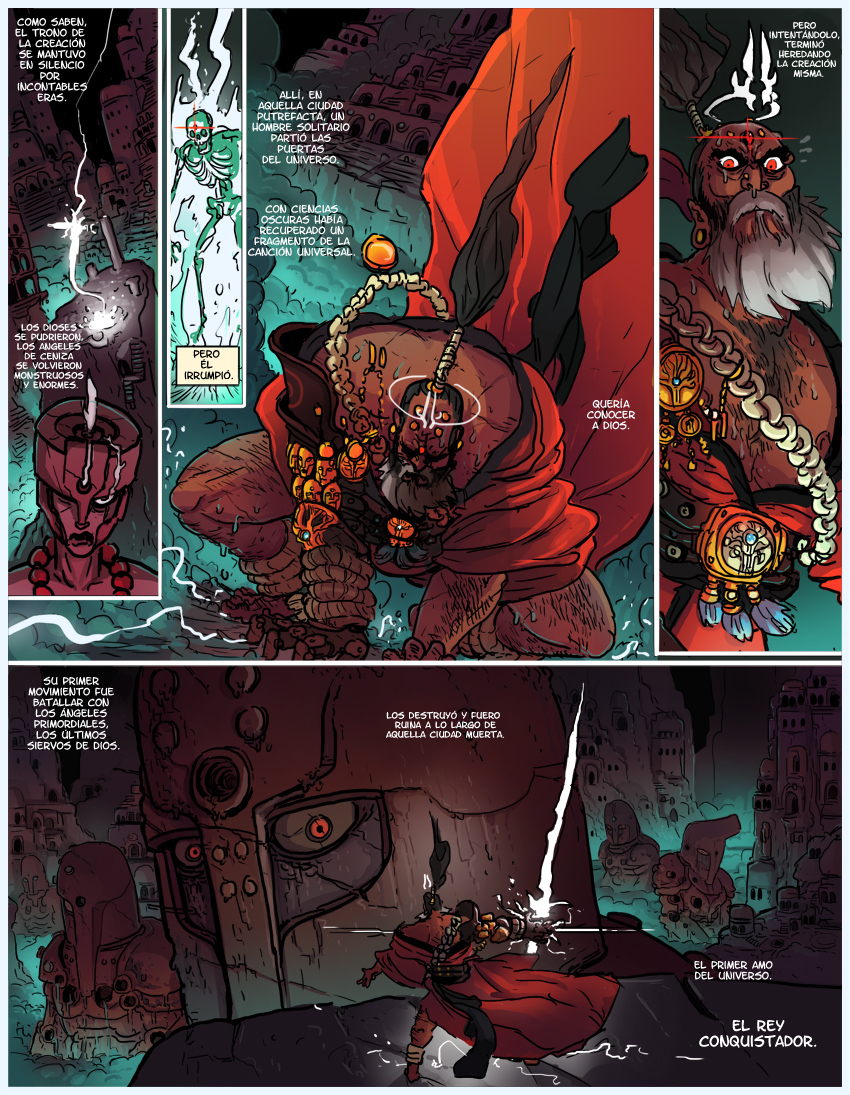 COMO SABEN,
EL TRONO DE
LA CREACIÓN
SE MANTUVO
EN SILENCIO
POR
INCONTABLES
ERAS.
LOS DIOSES
SE PUDRIERON,
LOS ÁNGELES
DE CENIZA
SE VOLVIERON
MONSTRUOSOS
Y ENORMES.
PERO
ÉL
IRRUMPIÓ.
ALLÍ, EN
AQUELLA CIUDAD
PUTREFACTA, UN
HOMBRE SOLITARIO
PARTIÓ LAS
PUERTAS
DEL UNIVERSO.
CON CIENCIAS
OSCURAS HABÍA
RECUPERADO UN
FRAGMENTO DE LA
CANCIÓN UNIVERSAL.
QUERÍA
CONOCER
A DIOS.
PERO
INTENTÁNDOLO,
TERMINÓ
HEREDANDO
LA CREACIÓN
MISMA.
SU PRIMER
MOVIMIENTO FUE
BATALLAR CON
LOS ÁNGELES
PRIMORDIALES,
LOS ÚLTIMOS
SIERVOS DE DIOS.
LOS DESTRUYÓ Y FUERO
RUINA A LO LARGO DE
AQUELLA CIUDAD MUERTA.
EL PRIMER AMO
DEL UNIVERSO.
EL REY
CONQUISTADOR.